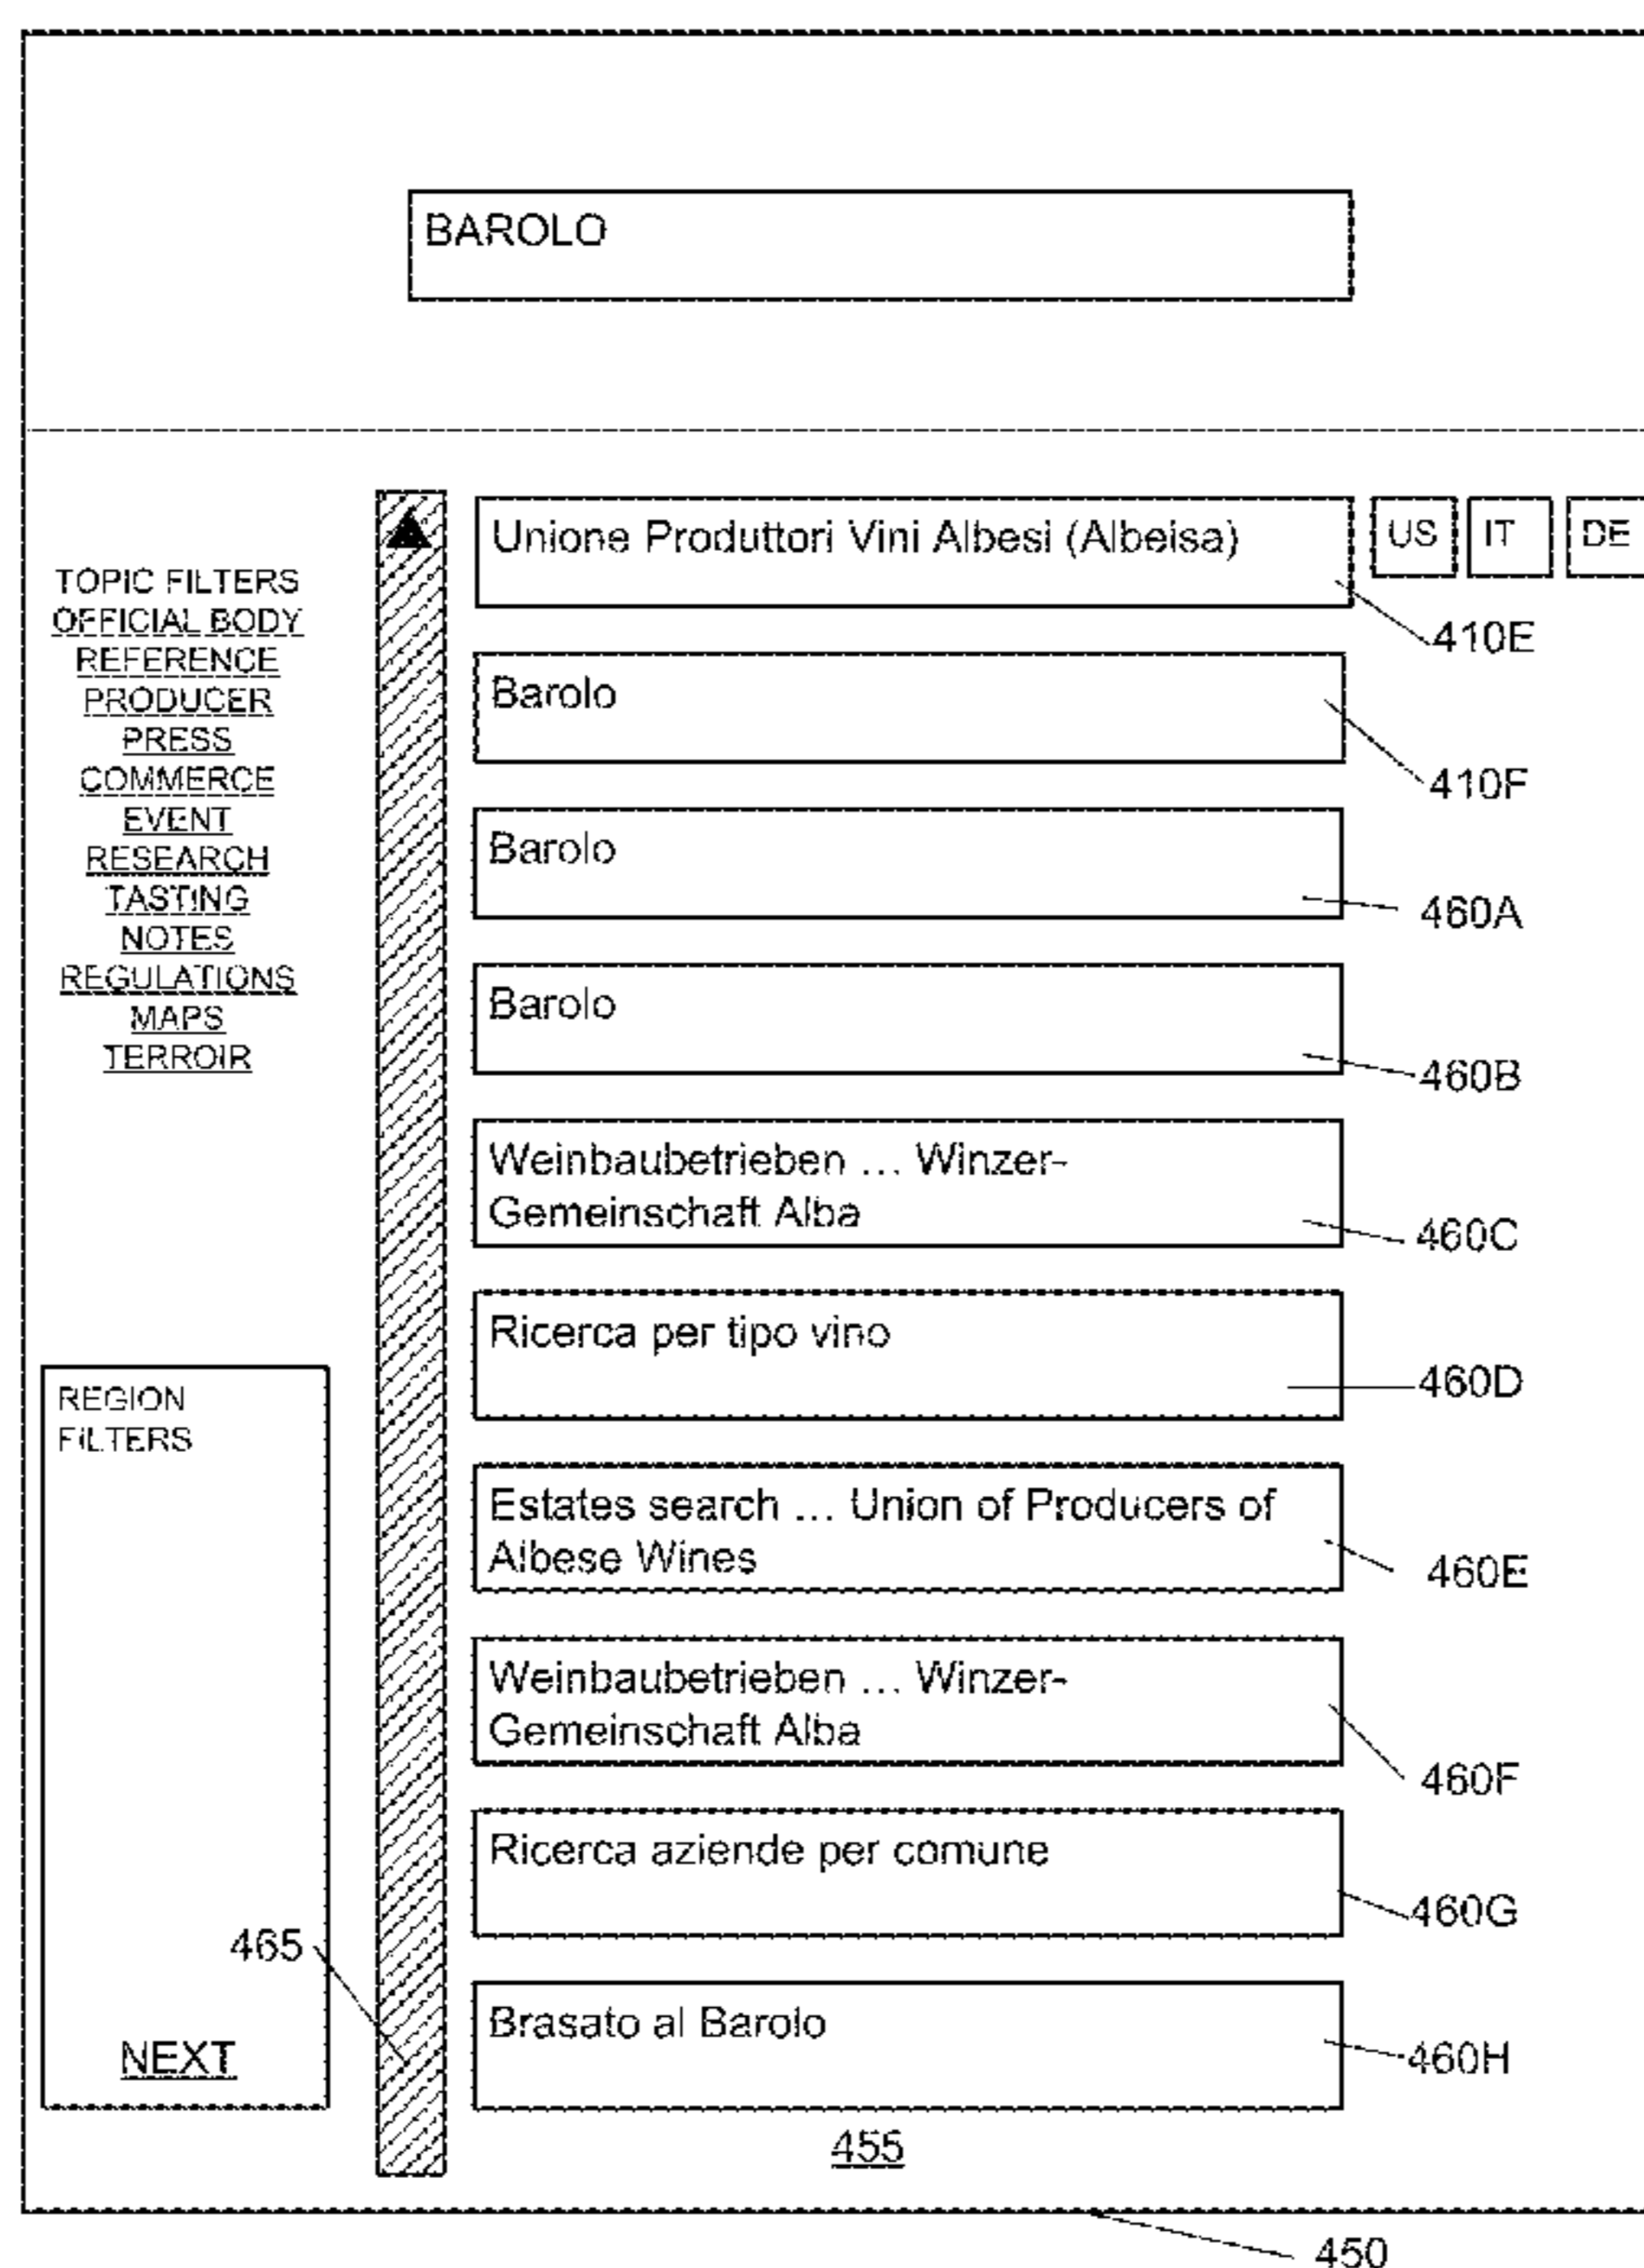 BAROLO
TOPIC FILTERS
OFFICIAL BODY
REFERENCE
PRODUCER
PRESS
COMMERCE
EVENT
RESEARCH
TASTING
NOTES
REGULATIONS
MAPS
TERROIR
REGION
FILTERS
465
NEXT
Unione Produttori Vini Albesi (Albeisa)
US
IT
DE
410E
Barolo
410F
Barolo
460A
Barolo
460B
Weinbaubetrieben ... Winzer-
Gemeinschaft Alba
460C
Ricerca per tipo vino
460D
Estates search ... Union of Producers of
Albese Wines
460E
Weinbaubetrieben ... Winzer-
Gemeinschaft Alba
460F
Ricerca aziende per comune
460G
Brasato al Barolo
460H
455
450